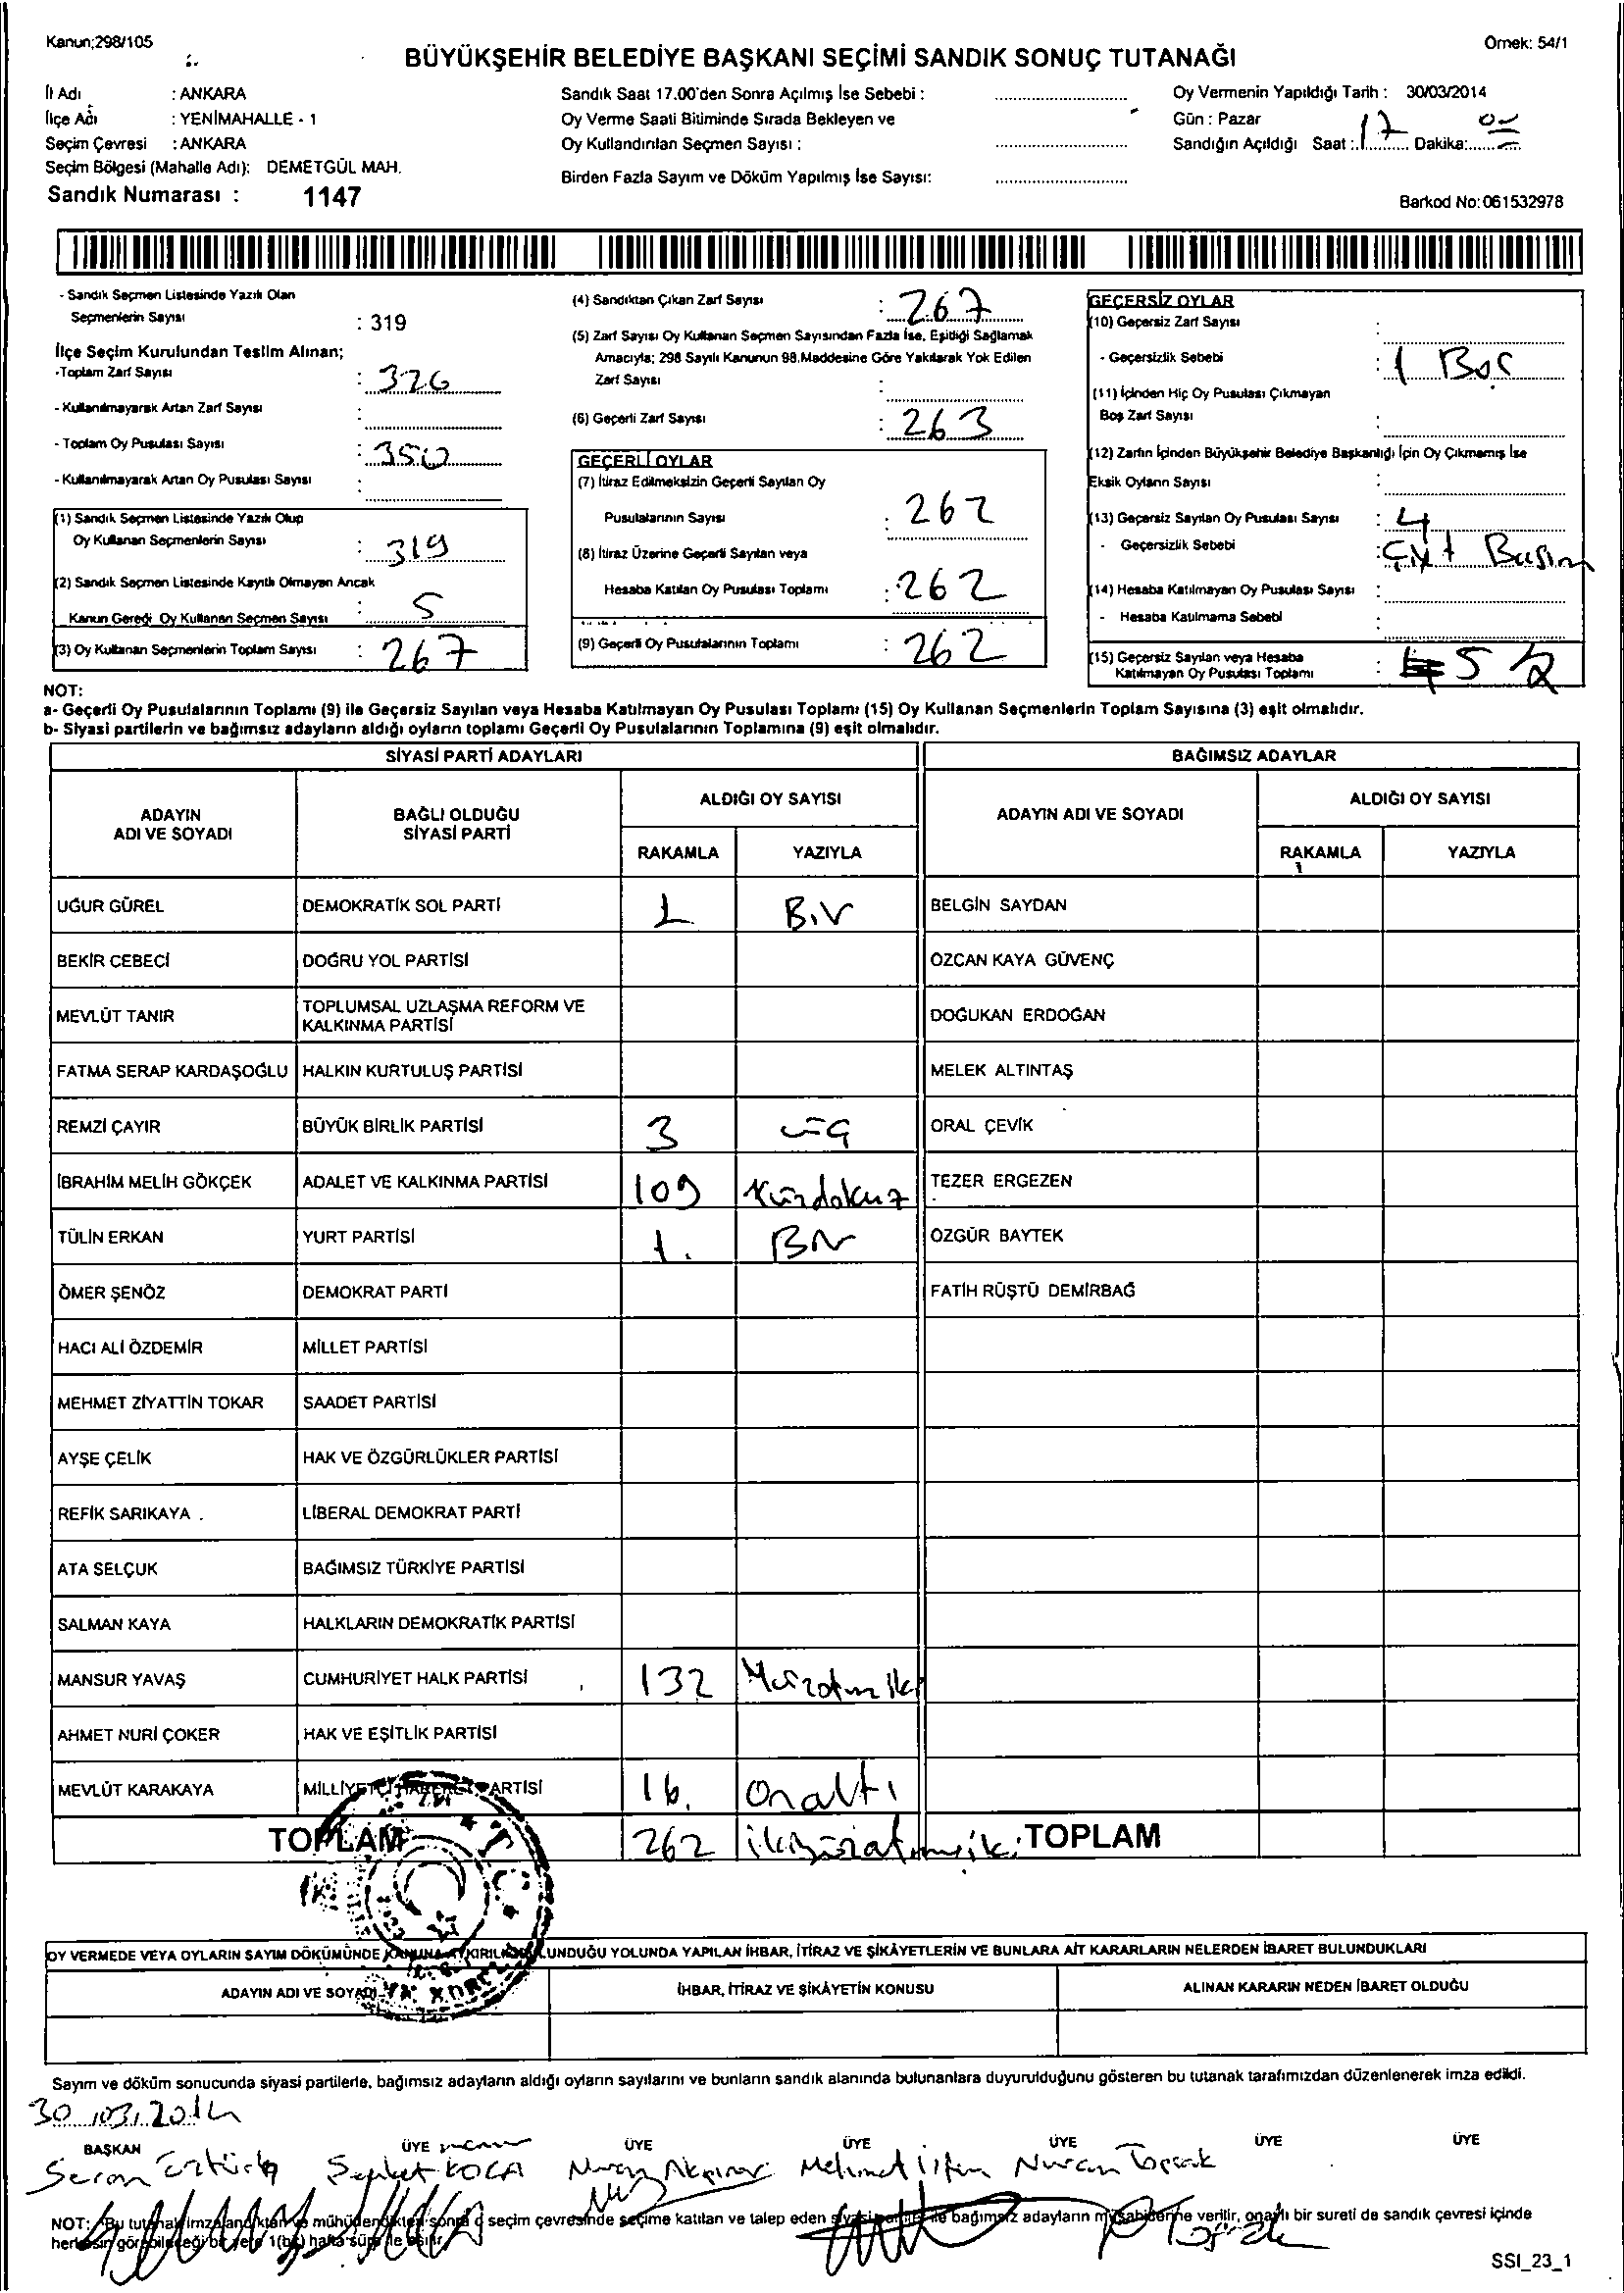 Kanun;298/105
Örnek: 54/1
BÜYÜKŞEHİR BELEDİYE BAŞKANI SEÇİMİ SANDIK SONUÇ TUTANAĞI
İl Adı : ANKARA
İlçe Adı : YENİMAHALLE - 1
Seçim Çevresi : ANKARA
Seçim Bölgesi (Mahalle Adı): DEMETGÜL MAH.
Sandık Numarası : 1147
Sandık Saat 17.00'den Sonra Açılmış İse Sebebi :
Oy Verme Saati Bitiminde Sırada Bekleyen ve
Oy Kullandırılan Seçmen Sayısı :
Birden Fazla Sayım ve Döküm Yapılmış İse Sayısı:
Oy Vermenin Yapıldığı Tarih : 30/03/2014
Gün : Pazar
Sandığın Açıldığı Saat : 17 Dakika:
Barkod No:061532978
- Sandık Seçmen Listesinde Yazılı Olan
Seçmenlerin Sayısı : 319
İlçe Seçim Kurulundan Teslim Alınan;
-Toplam Zarf Sayısı : 326
- Kullanılmayarak Artan Zarf Sayısı :
- Toplam Oy Pusulası Sayısı : 350
- Kullanılmayarak Artan Oy Pusulası Sayısı :
(1) Sandık Seçmen Listesinde Yazılı Olup
Oy Kullanan Seçmenlerin Sayısı : 319
(2) Sandık Seçmen Listesinde Kayıtlı Olmayan Ancak
Kanun Gereği Oy Kullanan Seçmen Sayısı : 5
(3) Oy Kullanan Seçmenlerin Toplam Sayısı : 267
(4) Sandıktan Çıkan Zarf Sayısı : 267
(5) Zarf Sayısı Oy Kullanan Seçmen Sayısından Fazla İse, Eşitliği Sağlamak
Amacıyla; 298 Sayılı Kanunun 98.Maddesine Göre Yakılarak Yok Edilen
Zarf Sayısı :
(6) Geçerli Zarf Sayısı : 263
GEÇERLİ OYLAR
(7) İtiraz Edilmeksizin Geçerli Sayılan Oy
Pusulalarının Sayısı : 262
(8) İtiraz Üzerine Geçerli Sayılan veya
Hesaba Katılan Oy Pusulası Toplamı : 262
(9) Geçerli Oy Pusulalarının Toplamı : 262
GEÇERSİZ OYLAR
(10) Geçersiz Zarf Sayısı :
- Geçersizlik Sebebi : 1 Boş
(11) İçinden Hiç Oy Pusulası Çıkmayan
Boş Zarf Sayısı :
(12) Zarfın İçinden Büyükşehir Belediye Başkanlığı İçin Oy Çıkmamış İse
Eksik Oyların Sayısı :
(13) Geçersiz Sayılan Oy Pusulası Sayısı : 4
- Geçersizlik Sebebi : Çift Basım
(14) Hesaba Katılmayan Oy Pusulası Sayısı :
- Hesaba Katılmama Sebebi :
(15) Geçersiz Sayılan veya Hesaba
Katılmayan Oy Pusulası Toplamı : 5
NOT:
a- Geçerli Oy Pusulalarının Toplamı (9) ile Geçersiz Sayılan veya Hesaba Katılmayan Oy Pusulası Toplamı (15) Oy Kullanan Seçmenlerin Toplam Sayısına (3) eşit olmalıdır.
b- Siyasi partilerin ve bağımsız adayların aldığı oyların toplamı Geçerli Oy Pusulalarının Toplamına (9) eşit olmalıdır.
SİYASİ PARTİ ADAYLARI BAĞIMSIZ ADAYLAR
ADAYIN ADI VE SOYADI BAĞLI OLDUĞU SİYASİ PARTİ ALDIĞI OY SAYISI ADAYIN ADI VE SOYADI ALDIĞI OY SAYISI
RAKAMLA YAZIYLA RAKAMLA YAZIYLA
UĞUR GÜREL DEMOKRATİK SOL PARTİ 1 Bir BELGİN SAYDAN
BEKİR CEBECİ DOĞRU YOL PARTİSİ ÖZCAN KAYA GÜVENÇ
MEVLÜT TANIR TOPLUMSAL UZLAŞMA REFORM VE KALKINMA PARTİSİ DOĞUKAN ERDOĞAN
FATMA SERAP KARDAŞOĞLU HALKIN KURTULUŞ PARTİSİ MELEK ALTINTAŞ
REMZİ ÇAYIR BÜYÜK BİRLİK PARTİSİ 3 üç ORAL ÇEVİK
İBRAHİM MELİH GÖKÇEK ADALET VE KALKINMA PARTİSİ 109 Yüzdokuz TEZER ERGEZEN
TÜLİN ERKAN YURT PARTİSİ 1. Bir ÖZGÜR BAYTEK
ÖMER ŞENÖZ DEMOKRAT PARTİ FATİH RÜŞTÜ DEMİRBAĞ
HACI ALİ ÖZDEMİR MİLLET PARTİSİ
MEHMET ZİYATTİN TOKAR SAADET PARTİSİ
AYŞE ÇELİK HAK VE ÖZGÜRLÜKLER PARTİSİ
REFİK SARIKAYA LİBERAL DEMOKRAT PARTİ
ATA SELÇUK BAĞIMSIZ TÜRKİYE PARTİSİ
SALMAN KAYA HALKLARIN DEMOKRATİK PARTİSİ
MANSUR YAVAŞ CUMHURİYET HALK PARTİSİ 132 Yüzotuziki
AHMET NURİ ÇOKER HAK VE EŞİTLİK PARTİSİ
MEVLÜT KARAKAYA MİLLİYETÇİ HAREKET PARTİSİ 16. onaltı
TOPLAM 262 ikiyüzatmışiki TOPLAM
OY VERMEDE VEYA OYLARIN SAYIM DÖKÜMÜNDE KANUNA AYKIRILIK BULUNDUĞU YOLUNDA YAPILAN İHBAR, İTİRAZ VE ŞİKÂYETLERİN VE BUNLARA AİT KARARLARIN NELERDEN İBARET BULUNDUKLARI
ADAYIN ADI VE SOYADI İHBAR, İTİRAZ VE ŞİKÂYETİN KONUSU ALINAN KARARIN NEDEN İBARET OLDUĞU
Sayım ve döküm sonucunda siyasi partilerle, bağımsız adayların aldığı oyların sayılarını ve bunların sandık alanında bulunanlara duyurulduğunu gösteren bu tutanak tarafımızdan düzenlenerek imza edildi.
30/03/2014
BAŞKAN ÜYE ÜYE ÜYE ÜYE ÜYE ÜYE
Öztürk KOCA Akpınar Mehmet Nuran Toprak
NOT: Bu tutanak imzalandıktan ve mühürlendikten sonra seçim çevresinde seçime katılan ve talep eden siyasi partiler ile bağımsız adayların müşahitlerine verilir, onaylı bir sureti de sandık çevresi içinde
herkesin görebileceği bir yere 1(bir) hafta süre ile asılır.
SSI_23_1